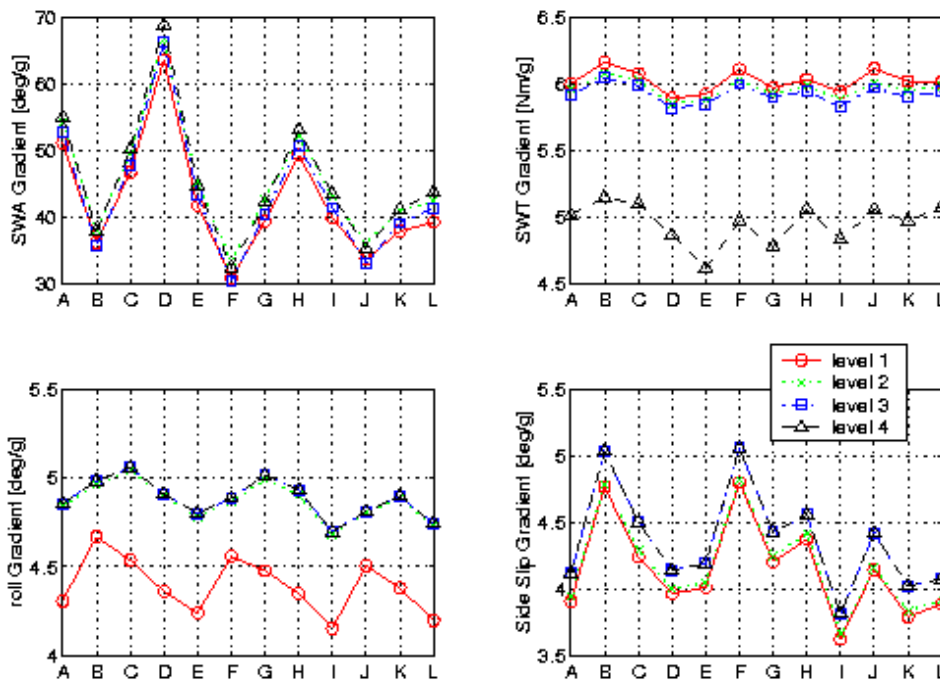 SWA Gradient [deg/g]
70
60
50
40
30
A B C D E F G H I J K L
SWT Gradient [Nm/g]
6.5
6
5.5
5
4.5
A B C D E F G H I J K L
roll Gradient [deg/g]
5.5
5
4.5
4
A B C D E F G H I J K L
Side Slip Gradient [deg/g]
5.5
5
4.5
4
3.5
A B C D E F G H I J K L
level 1
level 2
level 3
level 4